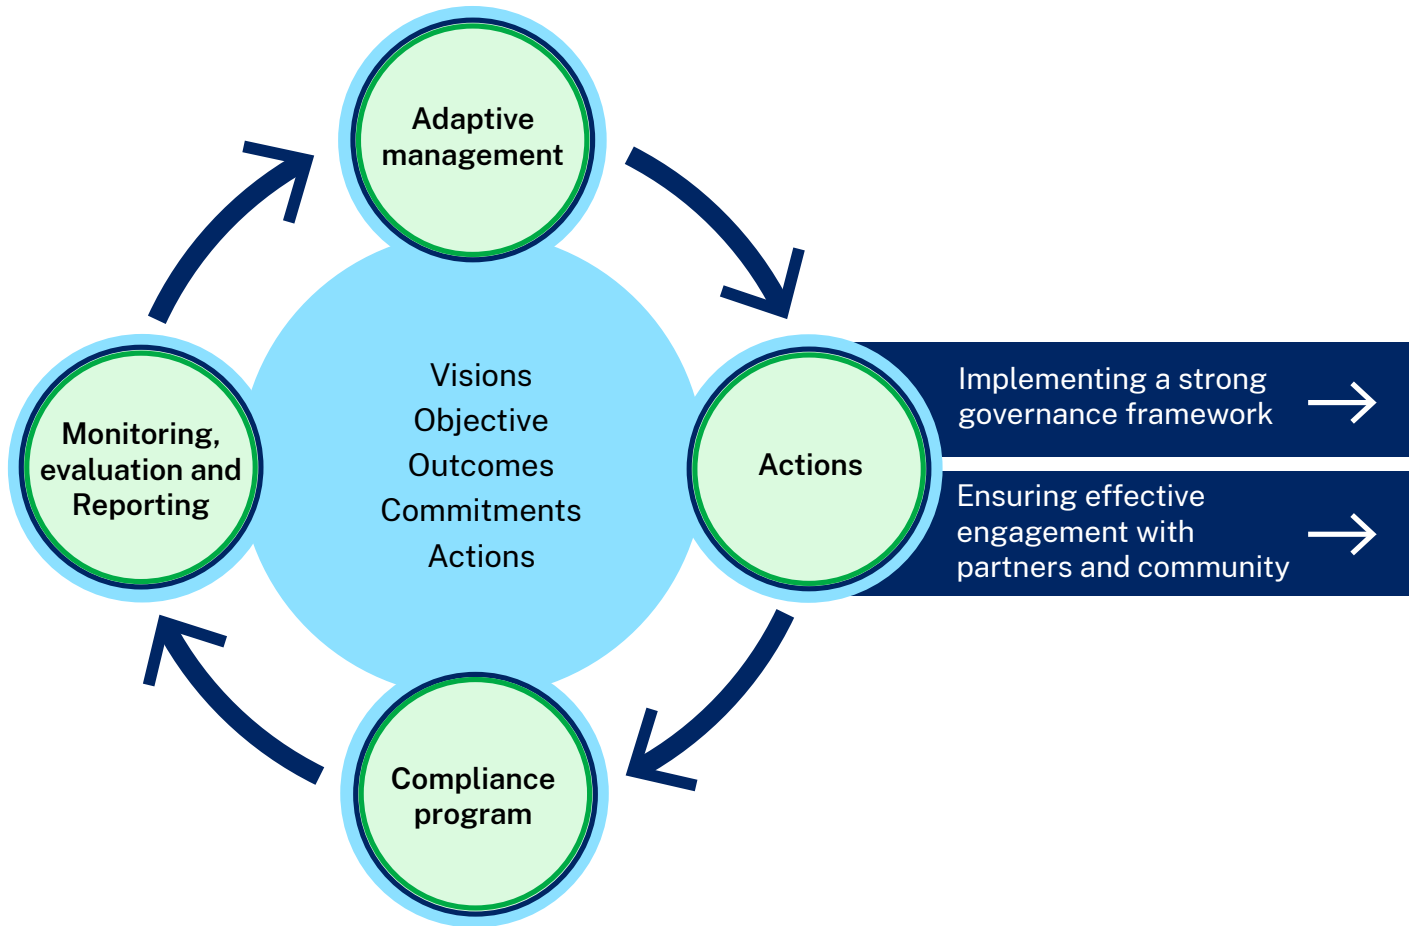 Adaptive
management
Visions
Objective
Outcomes
Commitments
Actions
Monitoring,
evaluation and
Reporting
Actions
Implementing a strong
governance framework
Ensuring effective
engagement with
partners and community
Compliance
program